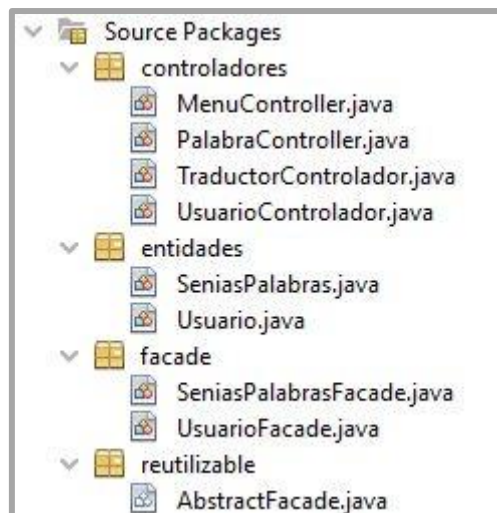 Source Packages
controladores
MenuController.java
PalabraController.java
TraductorControlador.java
UsuarioControlador.java
entidades
SeniasPalabras.java
Usuario.java
facade
SeniasPalabrasFacade.java
UsuarioFacade.java
reutilizable
AbstractFacade.java